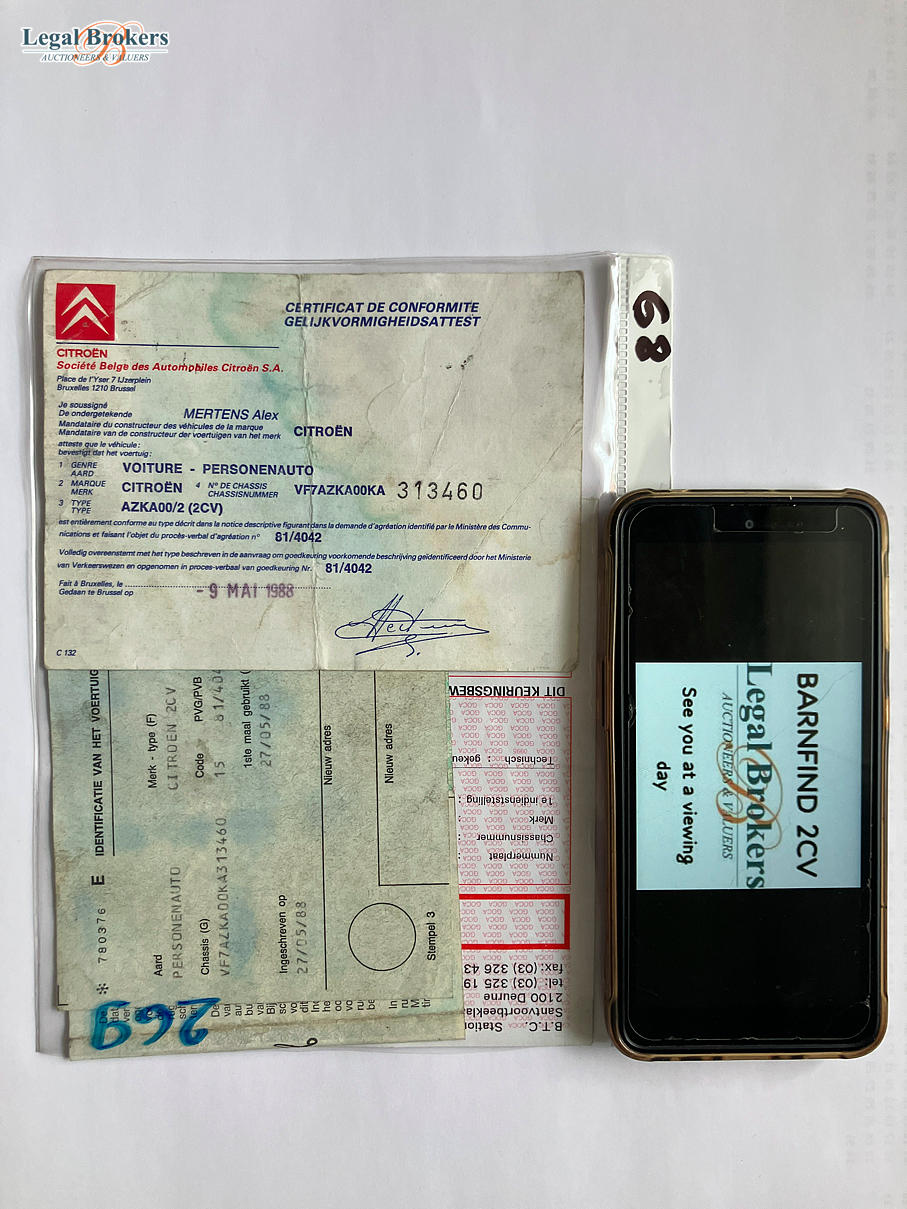 Legal Brokers
AUCTIONEERS & VALUERS
68
CERTIFICAT DE CONFORMITE
GELIJKVORMIGHEIDSATTEST
CITROËN
Société Belge des Automobiles Citroën S.A.
Place de l'Yser 7 IJzerplein
Bruxelles 1210 Brussel
Je soussigné
De ondergetekende
MERTENS Alex
Mandataire du constructeur des véhicules de la marque
Mandataris van de constructeur der voertuigen van het merk
CITROËN
atteste que le véhicule :
bevestigt dat het voertuig :
1 GENRE AARD VOITURE - PERSONENAUTO
2 MARQUE MERK CITROËN 4 Nº DE CHASSIS CHASSISNUMMER VF7AZKA00KA 313460
3 TYPE TYPE AZKA00/2 (2CV)
est entièrement conforme au type décrit dans la notice descriptive figurant dans la demande d'agréation identifié par le Ministère des Commu-
nications et faisant l'objet du procès-verbal d'agréation nº 81/4042
Volledig overeenstemt met het type beschreven in de aanvraag om goedkeuring voorkomende beschrijving geïdentificeerd door het Ministerie
van Verkeerswezen en opgenomen in proces-verbaal van goedkeuring Nr. 81/4042
Fait à Bruxelles, le
Gedaan te Brussel op
- 9 MAI 1988
C 132
* 780376 E IDENTIFICATIE VAN HET VOERTUIG
Aard
PERSONENAUTO
Merk - type (F)
CITROEN 2CV
Chassis (G)
VF7AZKA00KA313460
Code
15
PVG/PVB
81/404
Ingeschreven op
27/05/88
1ste maal gebruikt (
27/05/88
Nieuw adres
Nieuw adres
Stempel 3
269
DIT KEURINGSBEW
Technisch gekeu
1e indienststelling :
Merk :
Chassisnummer :
Nummerplaat :
GOCA
B.T.C. Station
Santvoortbeekla
2100 Deurne
tel: (03) 325 19
fax: (03) 326 43
BARNFIND 2CV
Legal Brokers
AUCTIONEERS & VALUERS
See you at a viewing
day